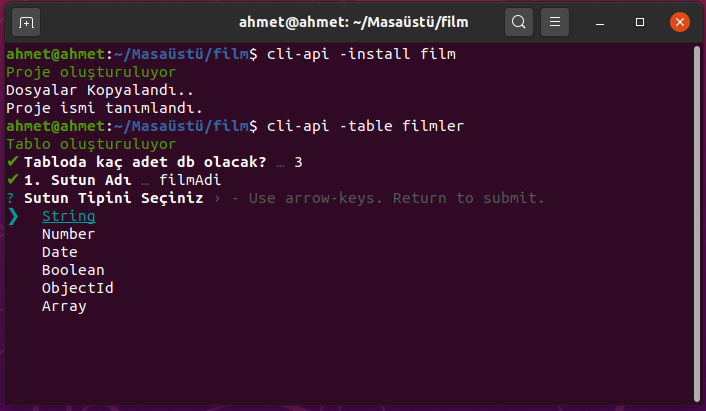 ahmet@ahmet: ~/Masaüstü/film
ahmet@ahmet:~/Masaüstü/film$ cli-api -install film
Proje oluşturuluyor
Dosyalar Kopyalandı..
Proje ismi tanımlandı.
ahmet@ahmet:~/Masaüstü/film$ cli-api -table filmler
Tablo oluşturuluyor
✔ Tabloda kaç adet db olacak? … 3
✔ 1. Sutun Adı … filmAdi
? Sutun Tipini Seçiniz › - Use arrow-keys. Return to submit.
❯ String
Number
Date
Boolean
ObjectId
Array